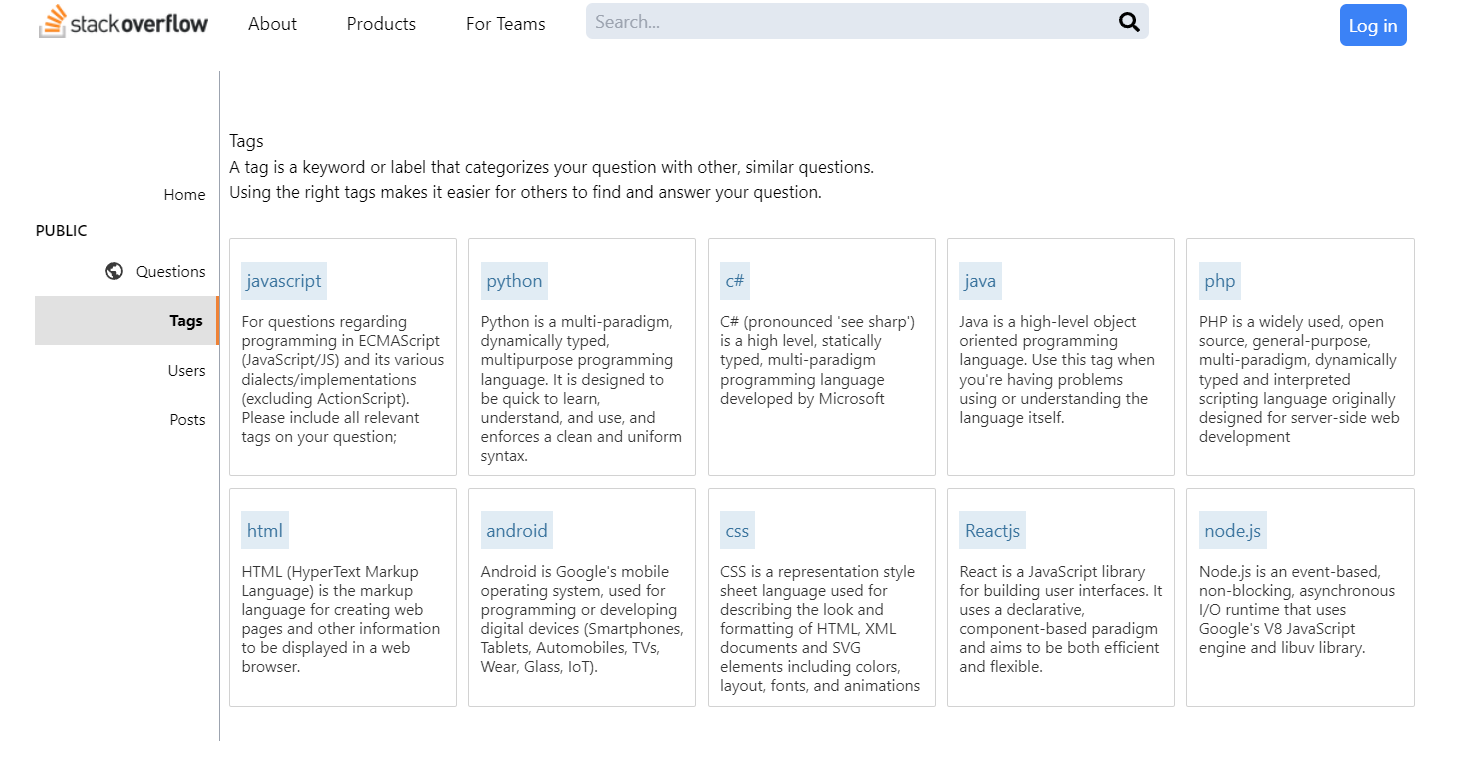 stackoverflow About Products For Teams Search... Log in
Home
PUBLIC
Questions
Tags
Users
Posts
Tags
A tag is a keyword or label that categorizes your question with other, similar questions.
Using the right tags makes it easier for others to find and answer your question.
javascript
For questions regarding
programming in ECMAScript
(JavaScript/JS) and its various
dialects/implementations
(excluding ActionScript).
Please include all relevant
tags on your question;
python
Python is a multi-paradigm,
dynamically typed,
multipurpose programming
language. It is designed to
be quick to learn,
understand, and use, and
enforces a clean and uniform
syntax.
c#
C# (pronounced 'see sharp')
is a high level, statically
typed, multi-paradigm
programming language
developed by Microsoft
java
Java is a high-level object
oriented programming
language. Use this tag when
you're having problems
using or understanding the
language itself.
php
PHP is a widely used, open
source, general-purpose,
multi-paradigm, dynamically
typed and interpreted
scripting language originally
designed for server-side web
development
html
HTML (HyperText Markup
Language) is the markup
language for creating web
pages and other information
to be displayed in a web
browser.
android
Android is Google's mobile
operating system, used for
programming or developing
digital devices (Smartphones,
Tablets, Automobiles, TVs,
Wear, Glass, IoT).
css
CSS is a representation style
sheet language used for
describing the look and
formatting of HTML, XML
documents and SVG
elements including colors,
layout, fonts, and animations
Reactjs
React is a JavaScript library
for building user interfaces. It
uses a declarative,
component-based paradigm
and aims to be both efficient
and flexible.
node.js
Node.js is an event-based,
non-blocking, asynchronous
I/O runtime that uses
Google's V8 JavaScript
engine and libuv library.